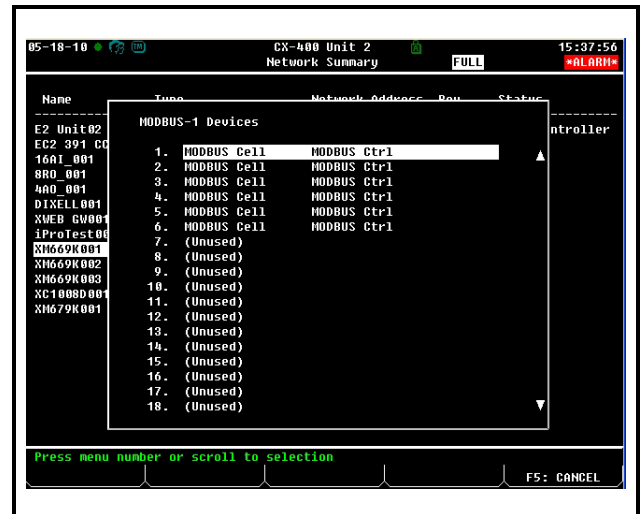 05-18-10 CX-400 Unit 2 15:37:56
Network Summary FULL *ALARM*
Name Type Network Address Rev Status
E2 Unit02 ntroller
EC2 391 CC
16AI_001
8RO_001
4AO_001
DIXELL001
XWEB GW001
iProTest00
XM669K001
XM669K002
XM669K003
XC1008D001
XM679K001
MODBUS-1 Devices
1. MODBUS Cell MODBUS Ctrl
2. MODBUS Cell MODBUS Ctrl
3. MODBUS Cell MODBUS Ctrl
4. MODBUS Cell MODBUS Ctrl
5. MODBUS Cell MODBUS Ctrl
6. MODBUS Cell MODBUS Ctrl
7. (Unused)
8. (Unused)
9. (Unused)
10. (Unused)
11. (Unused)
12. (Unused)
13. (Unused)
14. (Unused)
15. (Unused)
16. (Unused)
17. (Unused)
18. (Unused)
Press menu number or scroll to selection
F5: CANCEL